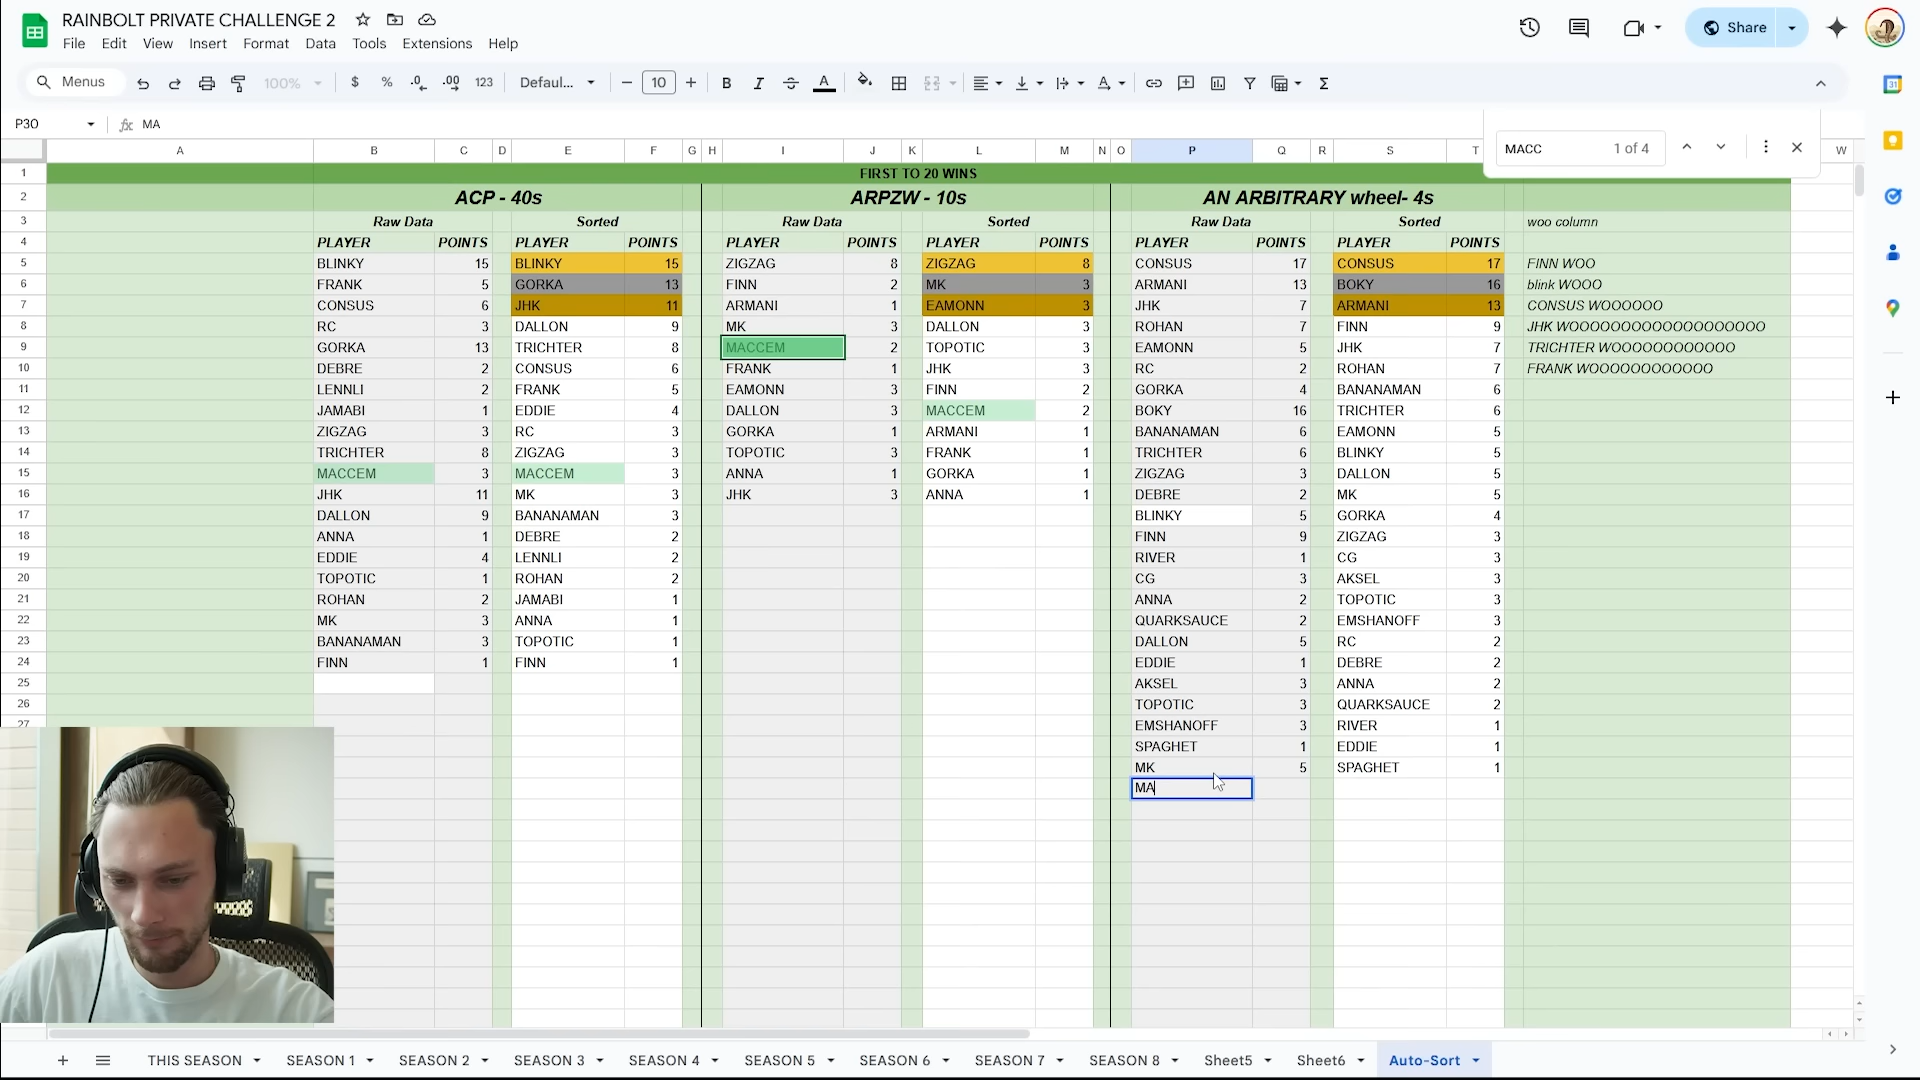 RAINBOLT PRIVATE CHALLENGE 2
File Edit View Insert Format Data Tools Extensions Help
Share
Menus 100% $ % .0 .00 123 Defaul... − 10 + B I A Σ
P30 fx MA
MACC 1 of 4
A B C D E F G H I J K L M N O P Q R S T W
1 FIRST TO 20 WINS
2 ACP - 40s ARPZW - 10s AN ARBITRARY wheel- 4s
3 Raw Data Sorted Raw Data Sorted Raw Data Sorted woo column
4 PLAYER POINTS PLAYER POINTS PLAYER POINTS PLAYER POINTS PLAYER POINTS PLAYER POINTS
5 BLINKY 15 BLINKY 15 ZIGZAG 8 ZIGZAG 8 CONSUS 17 CONSUS 17 FINN WOO
6 FRANK 5 GORKA 13 FINN 2 MK 3 ARMANI 13 BOKY 16 blink WOOO
7 CONSUS 6 JHK 11 ARMANI 1 EAMONN 3 JHK 7 ARMANI 13 CONSUS WOOOOOO
8 RC 3 DALLON 9 MK 3 DALLON 3 ROHAN 7 FINN 9 JHK WOOOOOOOOOOOOOOOOOOO
9 GORKA 13 TRICHTER 8 MACCEM 2 TOPOTIC 3 EAMONN 5 JHK 7 TRICHTER WOOOOOOOOOOOO
10 DEBRE 2 CONSUS 6 FRANK 1 JHK 3 RC 2 ROHAN 7 FRANK WOOOOOOOOOOOO
11 LENNLI 2 FRANK 5 EAMONN 3 FINN 2 GORKA 4 BANANAMAN 6
12 JAMABI 1 EDDIE 4 DALLON 3 MACCEM 2 BOKY 16 TRICHTER 6
13 ZIGZAG 3 RC 3 GORKA 1 ARMANI 1 BANANAMAN 6 EAMONN 5
14 TRICHTER 8 ZIGZAG 3 TOPOTIC 3 FRANK 1 TRICHTER 6 BLINKY 5
15 MACCEM 3 MACCEM 3 ANNA 1 GORKA 1 ZIGZAG 3 DALLON 5
16 JHK 11 MK 3 JHK 3 ANNA 1 DEBRE 2 MK 5
17 DALLON 9 BANANAMAN 3 BLINKY 5 GORKA 4
18 ANNA 1 DEBRE 2 FINN 9 ZIGZAG 3
19 EDDIE 4 LENNLI 2 RIVER 1 CG 3
20 TOPOTIC 1 ROHAN 2 CG 3 AKSEL 3
21 ROHAN 2 JAMABI 1 ANNA 2 TOPOTIC 3
22 MK 3 ANNA 1 QUARKSAUCE 2 EMSHANOFF 3
23 BANANAMAN 3 TOPOTIC 1 DALLON 5 RC 2
24 FINN 1 FINN 1 EDDIE 1 DEBRE 2
25 AKSEL 3 ANNA 2
26 TOPOTIC 3 QUARKSAUCE 2
27 EMSHANOFF 3 RIVER 1
SPAGHET 1 EDDIE 1
MK 5 SPAGHET 1
MA
THIS SEASON SEASON 1 SEASON 2 SEASON 3 SEASON 4 SEASON 5 SEASON 6 SEASON 7 SEASON 8 Sheet5 Sheet6 Auto-Sort